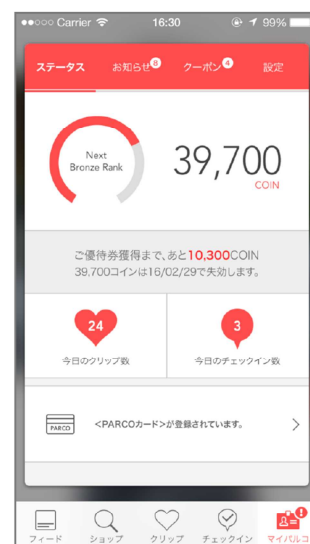 Carrier 16:30 99%
ステータス お知らせ 8 クーポン 4 設定
Next
Bronze Rank
39,700
COIN
ご優待券獲得まで、あと10,300COIN
39,700コインは16/02/29で失効します。
24 3
今日のクリップ数 今日のチェックイン数
PARCO <PARCOカード>が登録されています。
フィード ショップ クリップ チェックイン マイパルコ